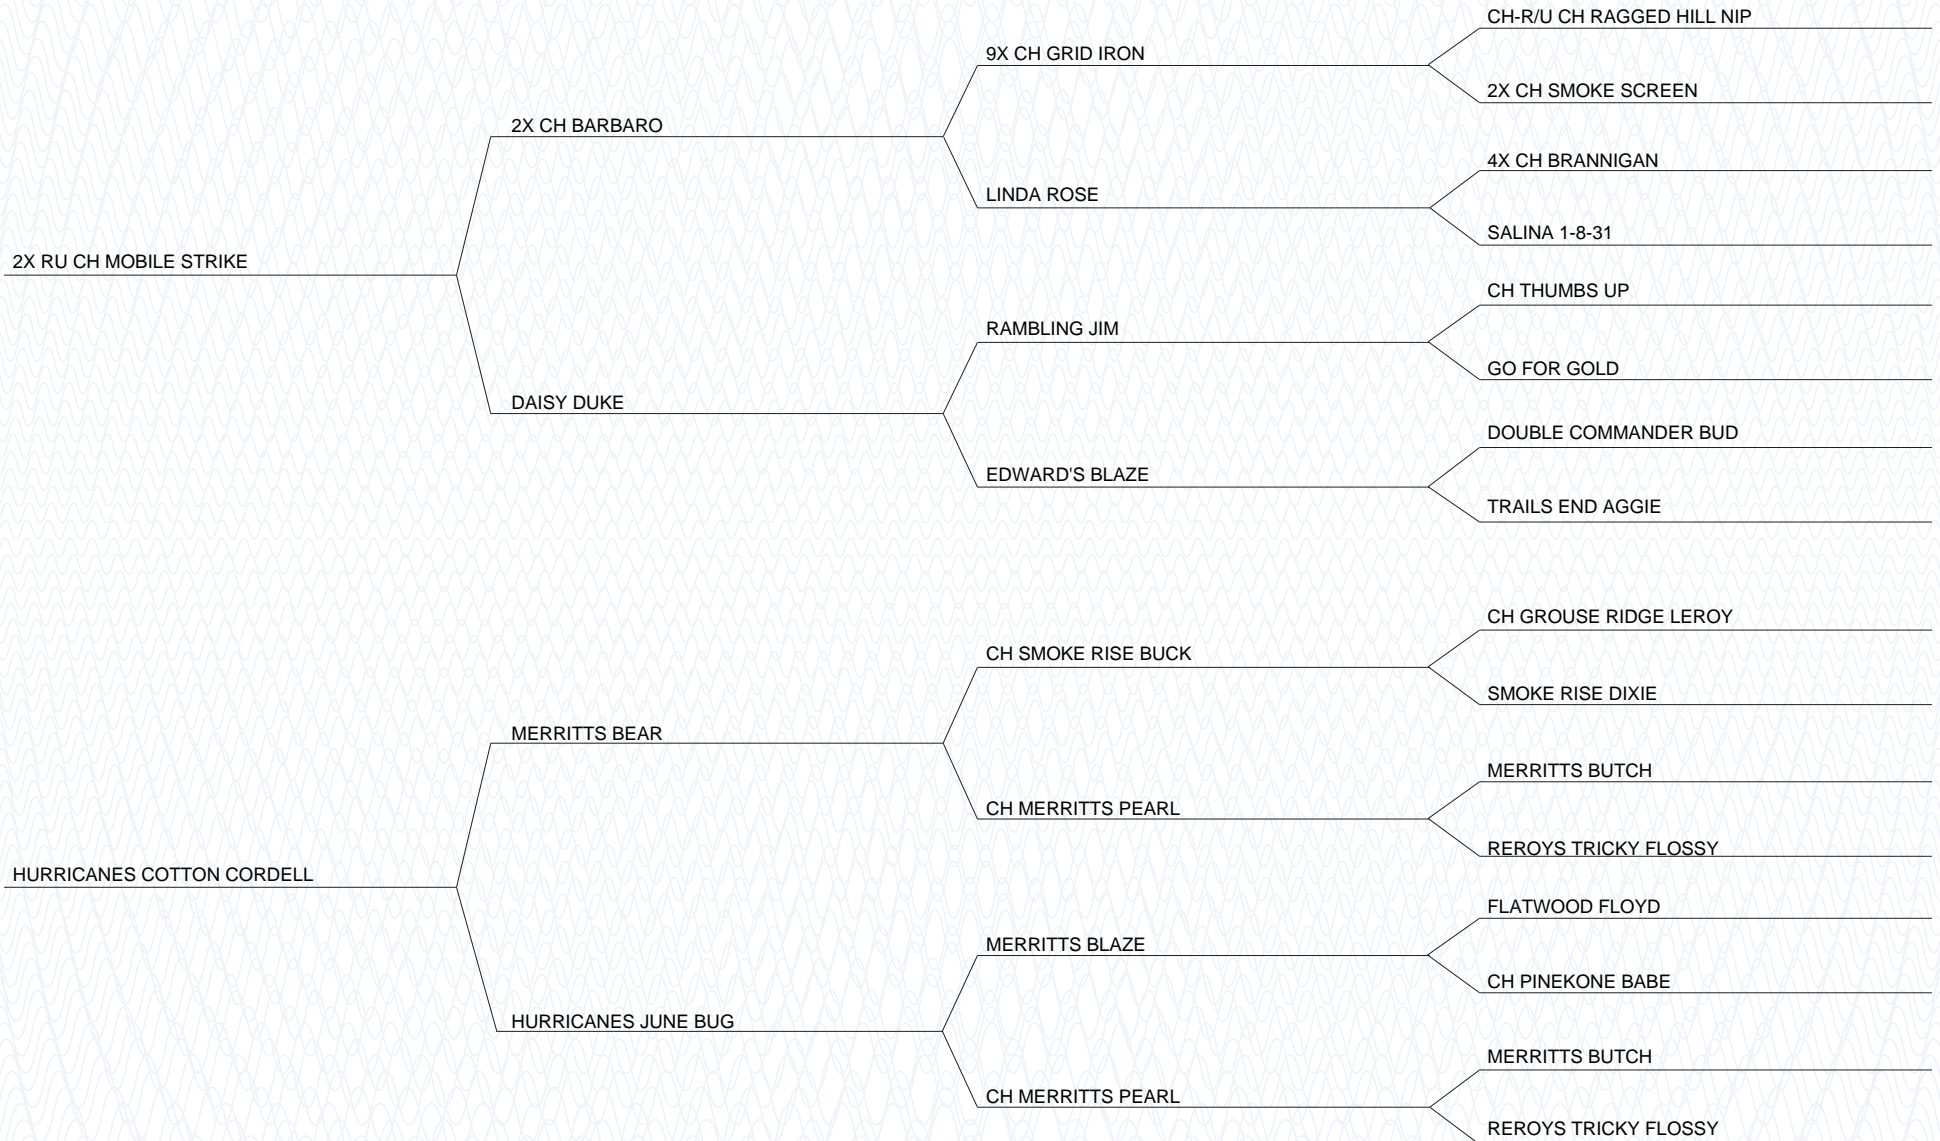 CH-R/U CH RAGGED HILL NIP
9X CH GRID IRON
2X CH SMOKE SCREEN
2X CH BARBARO
4X CH BRANNIGAN
LINDA ROSE
SALINA 1-8-31
2X RU CH MOBILE STRIKE
CH THUMBS UP
RAMBLING JIM
GO FOR GOLD
DAISY DUKE
DOUBLE COMMANDER BUD
EDWARD'S BLAZE
TRAILS END AGGIE
CH GROUSE RIDGE LEROY
CH SMOKE RISE BUCK
SMOKE RISE DIXIE
MERRITTS BEAR
MERRITTS BUTCH
CH MERRITTS PEARL
REROYS TRICKY FLOSSY
HURRICANES COTTON CORDELL
FLATWOOD FLOYD
MERRITTS BLAZE
CH PINEKONE BABE
HURRICANES JUNE BUG
MERRITTS BUTCH
CH MERRITTS PEARL
REROYS TRICKY FLOSSY